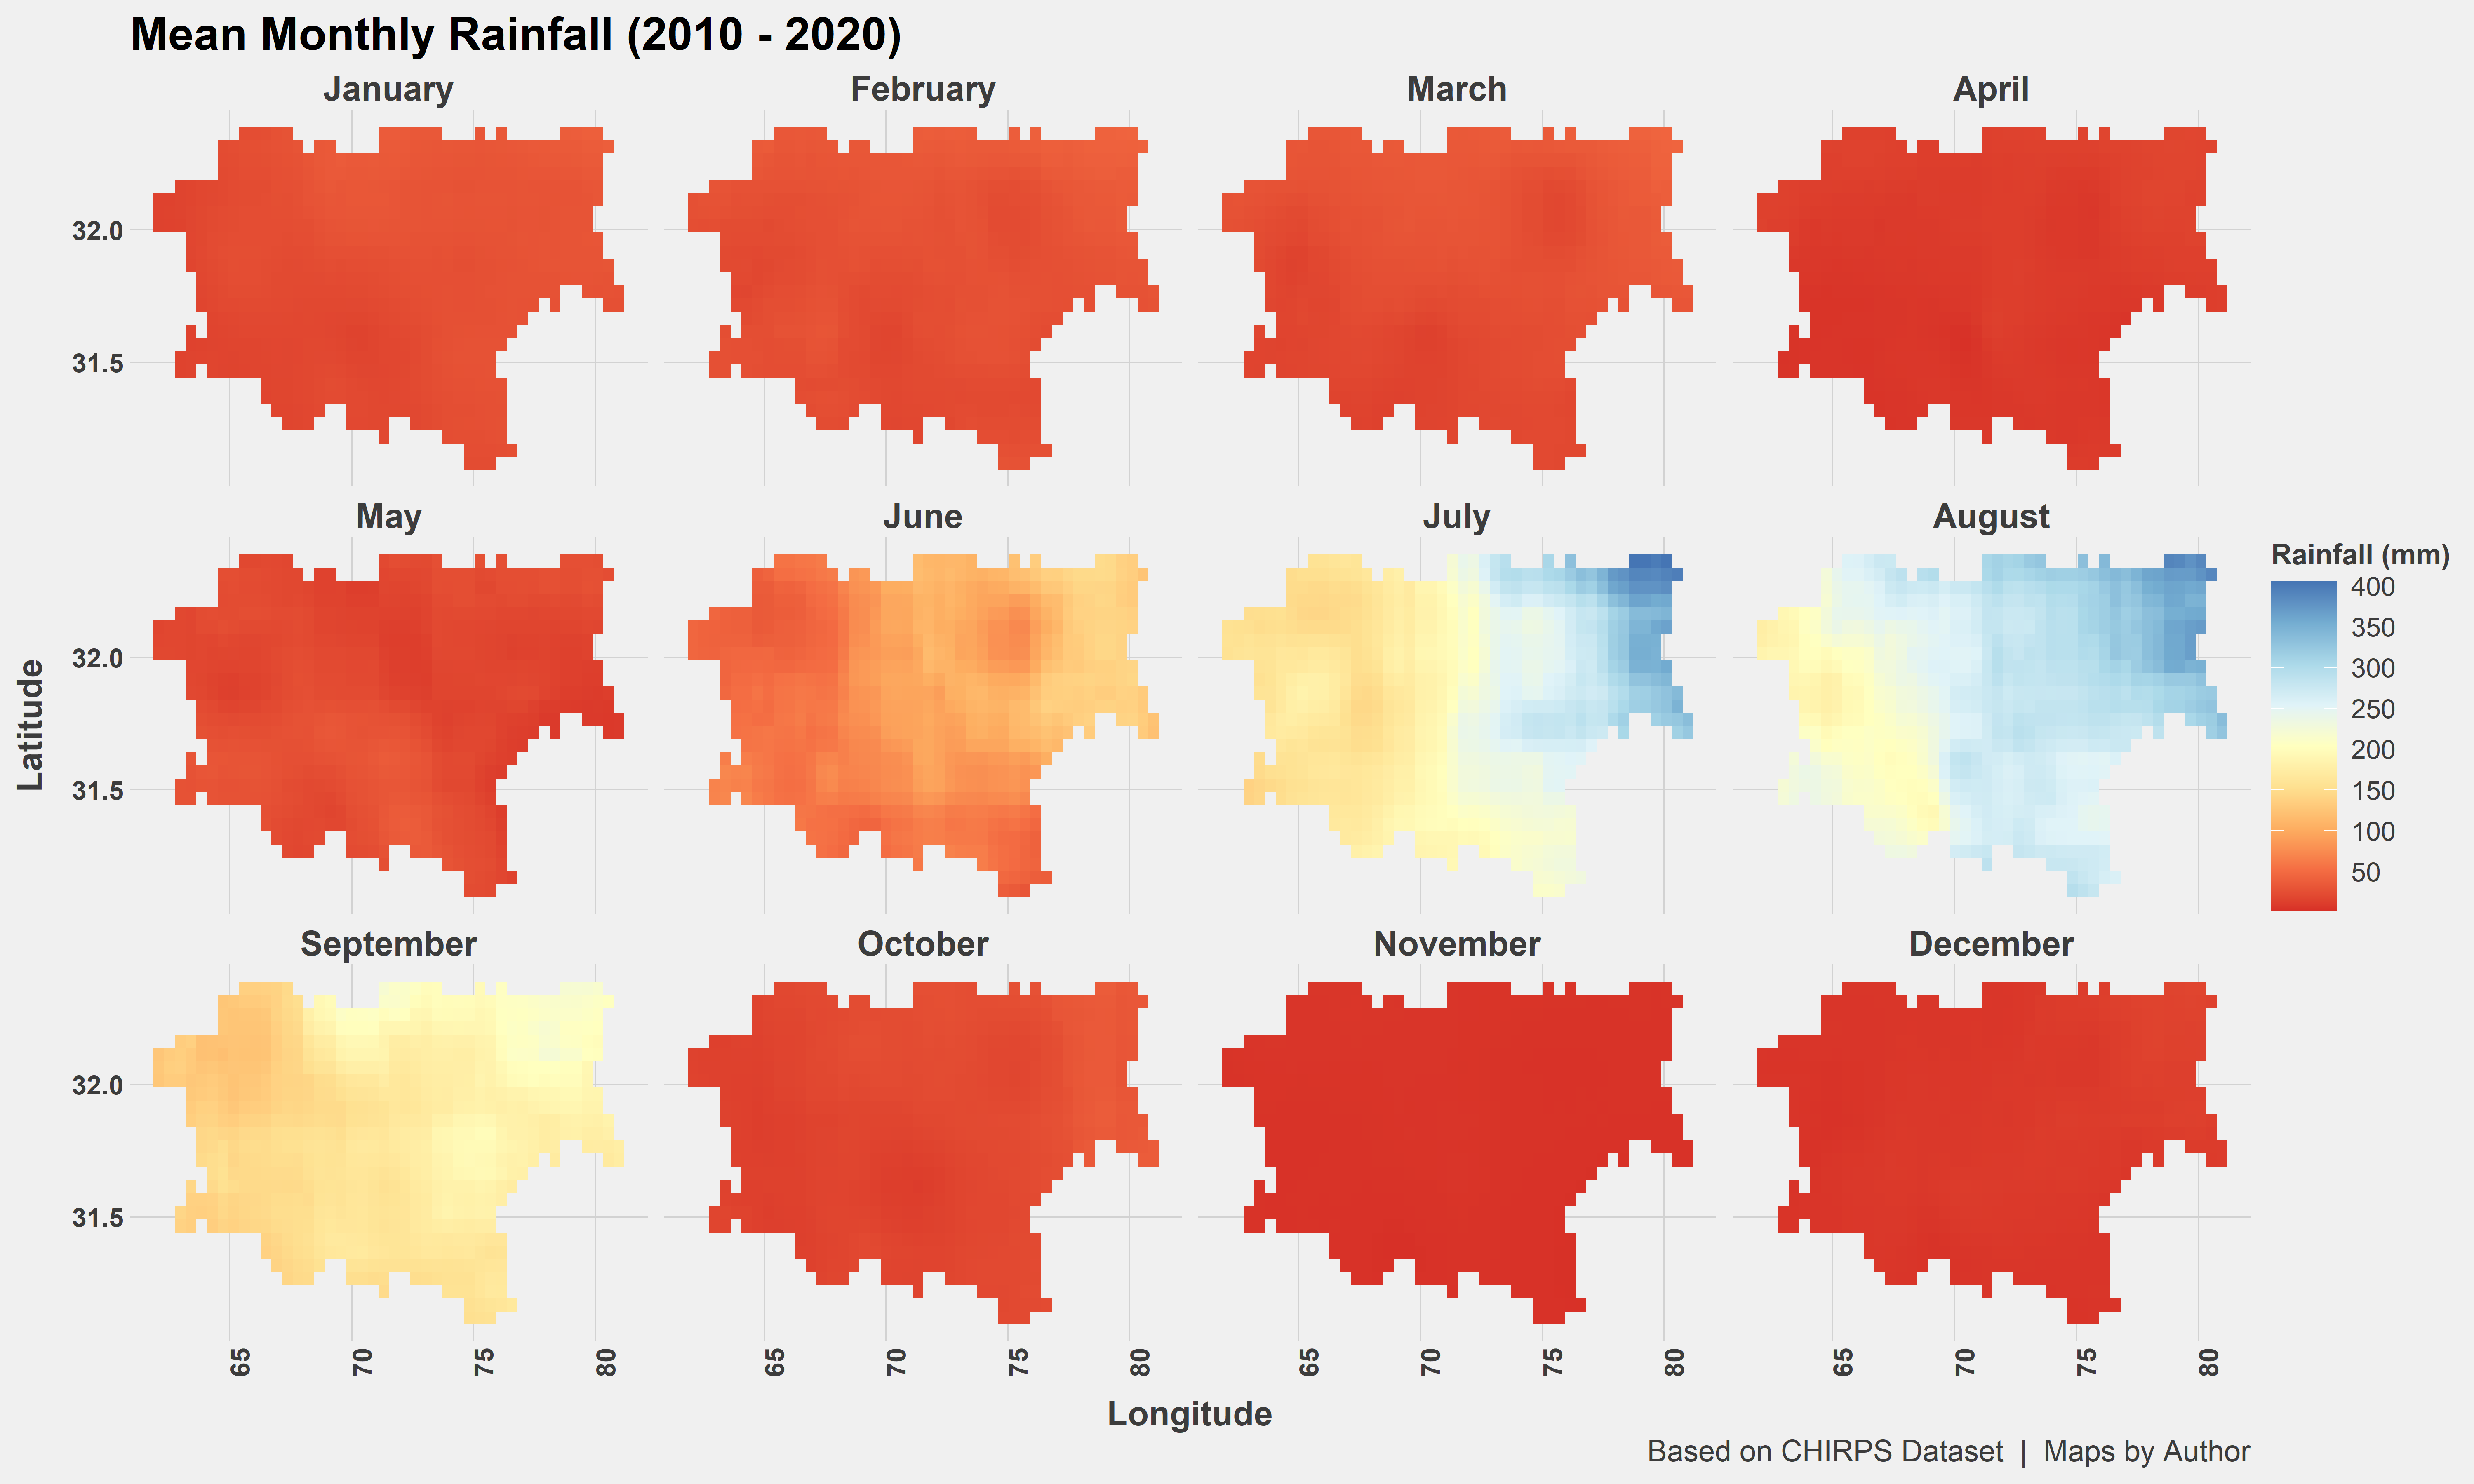 Mean Monthly Rainfall (2010 - 2020)
January February March April
32.0
31.5
May June July August
Rainfall (mm)
400
350
300
250
200
150
100
50
32.0
31.5
Latitude
September October November December
32.0
31.5
65 70 75 80 65 70 75 80 65 70 75 80 65 70 75 80
Longitude
Based on CHIRPS Dataset | Maps by Author